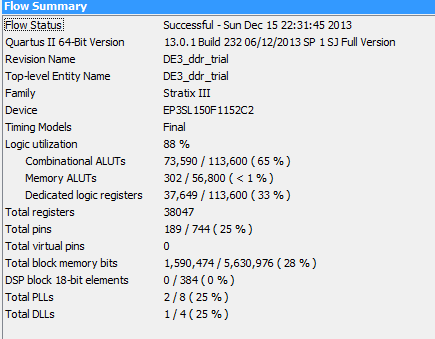 Flow Summary
Flow Status Successful - Sun Dec 15 22:31:45 2013
Quartus II 64-Bit Version 13.0.1 Build 232 06/12/2013 SP 1 SJ Full Version
Revision Name DE3_ddr_trial
Top-level Entity Name DE3_ddr_trial
Family Stratix III
Device EP3SL150F1152C2
Timing Models Final
Logic utilization 88 %
Combinational ALUTs 73,590 / 113,600 ( 65 % )
Memory ALUTs 302 / 56,800 ( < 1 % )
Dedicated logic registers 37,649 / 113,600 ( 33 % )
Total registers 38047
Total pins 189 / 744 ( 25 % )
Total virtual pins 0
Total block memory bits 1,590,474 / 5,630,976 ( 28 % )
DSP block 18-bit elements 0 / 384 ( 0 % )
Total PLLs 2 / 8 ( 25 % )
Total DLLs 1 / 4 ( 25 % )